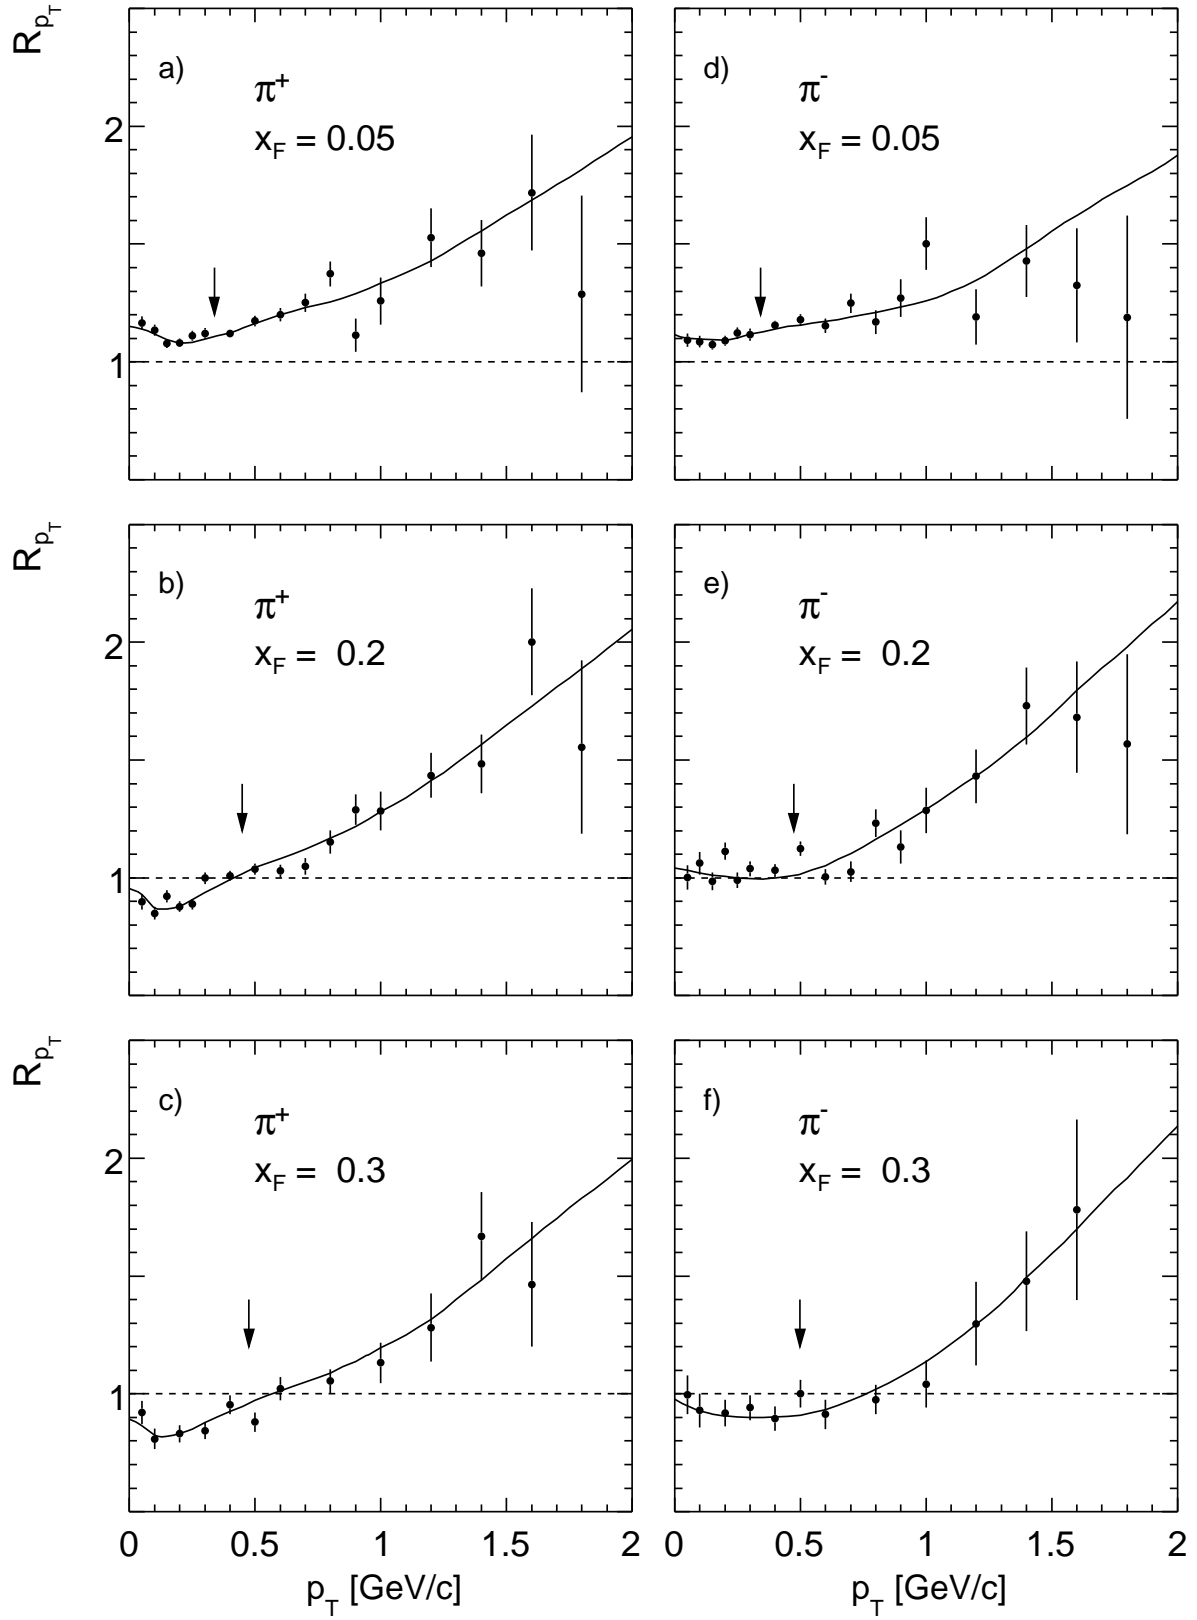 R_{p_T}
a)
π⁺
x_F = 0.05
2
1
d)
π⁻
x_F = 0.05
R_{p_T}
b)
π⁺
x_F = 0.2
2
1
e)
π⁻
x_F = 0.2
R_{p_T}
c)
π⁺
x_F = 0.3
2
1
f)
π⁻
x_F = 0.3
0 0.5 1 1.5 2
p_T [GeV/c]
0 0.5 1 1.5 2
p_T [GeV/c]